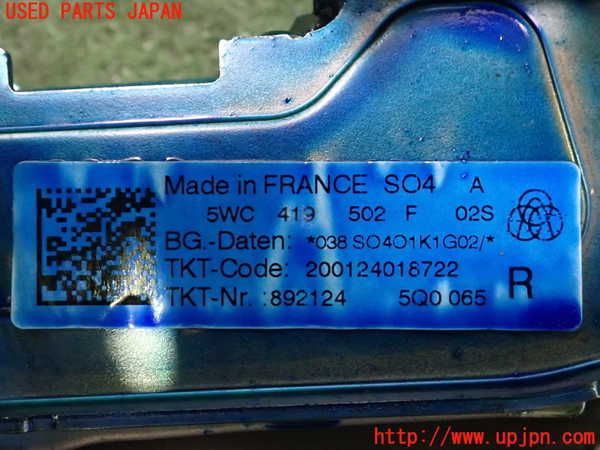 USED PARTS JAPAN
Made in FRANCE SO4 A
5WC 419 502 F 02S
BG.-Daten: *038 SO4O1K1G02/*
TKT-Code: 200124018722
TKT-Nr.:892124 5Q0 065 R
http://www.upjpn.com/